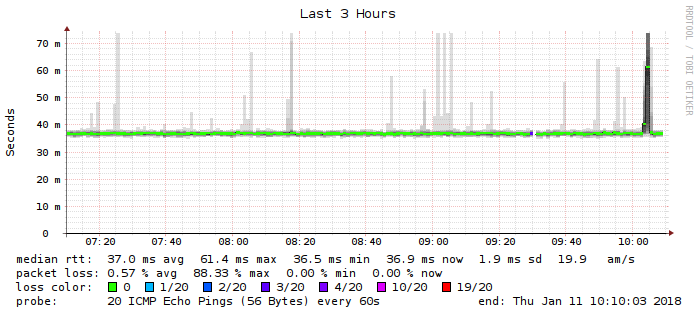 Last 3 Hours
RRDTOOL / TOBI OETIKER
Seconds
70 m
60 m
50 m
40 m
30 m
20 m
10 m
0
07:20 07:40 08:00 08:20 08:40 09:00 09:20 09:40 10:00
median rtt: 37.0 ms avg 61.4 ms max 36.5 ms min 36.9 ms now 1.9 ms sd 19.9 am/s
packet loss: 0.57 % avg 88.33 % max 0.00 % min 0.00 % now
loss color: 0 1/20 2/20 3/20 4/20 10/20 19/20
probe: 20 ICMP Echo Pings (56 Bytes) every 60s end: Thu Jan 11 10:10:03 2018